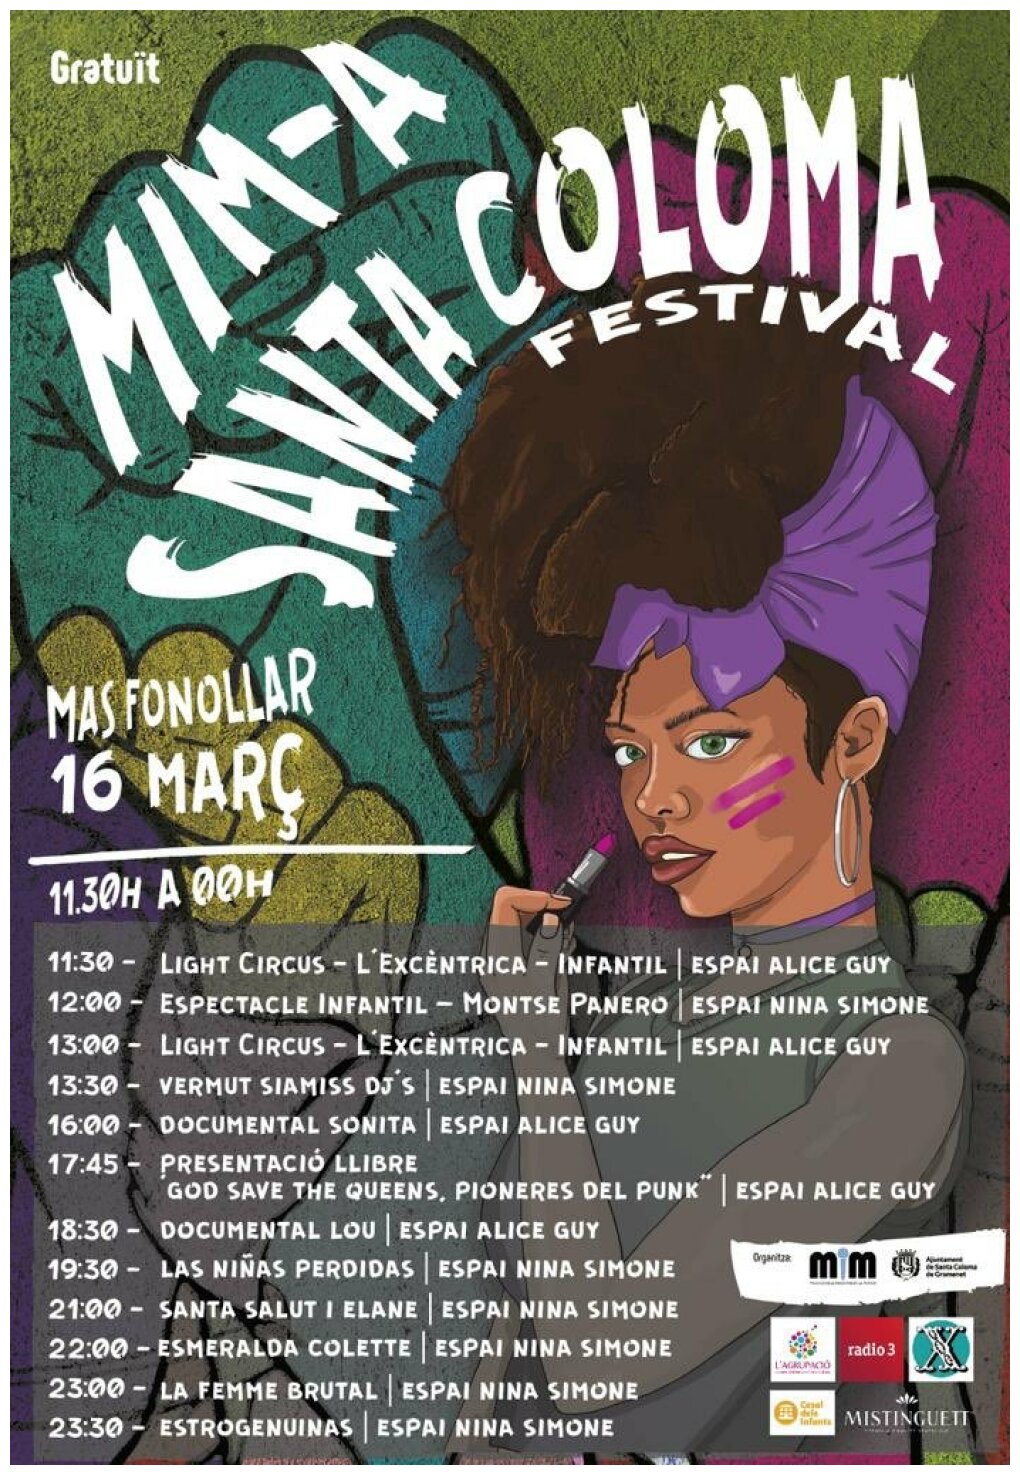 Gratuït
MIM-A
SANTA COLOMA
FESTIVAL
MAS FONOLLAR
16 MARÇ
11.30H A 00H
11:30 - LIGHT CIRCUS - L´EXCÈNTRICA - INFANTIL | ESPAI ALICE GUY
12:00 - ESPECTACLE INFANTIL - MONTSE PANERO | ESPAI NINA SIMONE
13:00 - LIGHT CIRCUS - L´EXCÈNTRICA - INFANTIL | ESPAI ALICE GUY
13:30 - VERMUT SIAMISS DJ´S | ESPAI NINA SIMONE
16:00 - DOCUMENTAL SONITA | ESPAI ALICE GUY
17:45 - PRESENTACIÓ LLIBRE
"GOD SAVE THE QUEENS, PIONERES DEL PUNK" | ESPAI ALICE GUY
18:30 - DOCUMENTAL LOU | ESPAI ALICE GUY
19:30 - LAS NIÑAS PERDIDAS | ESPAI NINA SIMONE
21:00 - SANTA SALUT I ELANE | ESPAI NINA SIMONE
22:00 - ESMERALDA COLETTE | ESPAI NINA SIMONE
23:00 - LA FEMME BRUTAL | ESPAI NINA SIMONE
23:30 - ESTROGENUINAS | ESPAI NINA SIMONE
Organitza:
MIM
Ajuntament
de Santa Coloma
de Gramenet
L'AGRUPACIÓ
radio 3
X
Casal
dels
Infants
MISTINGUETT